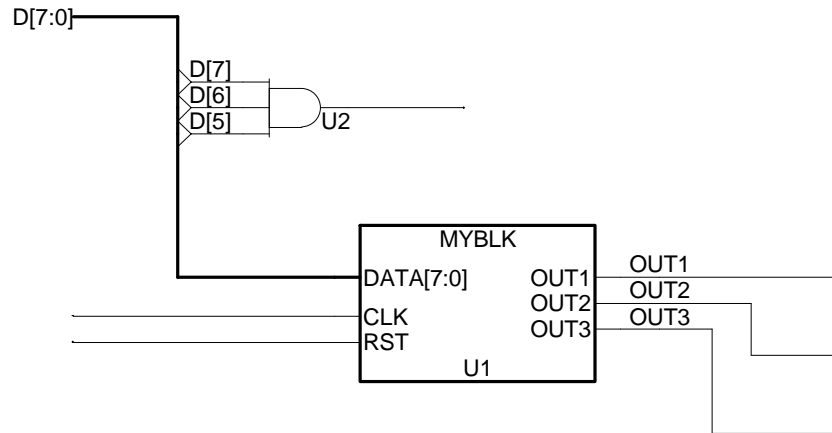 D[7:0]
D[7]
D[6]
D[5]
U2
MYBLK
DATA[7:0]
CLK
RST
OUT1
OUT2
OUT3
U1
OUT1
OUT2
OUT3